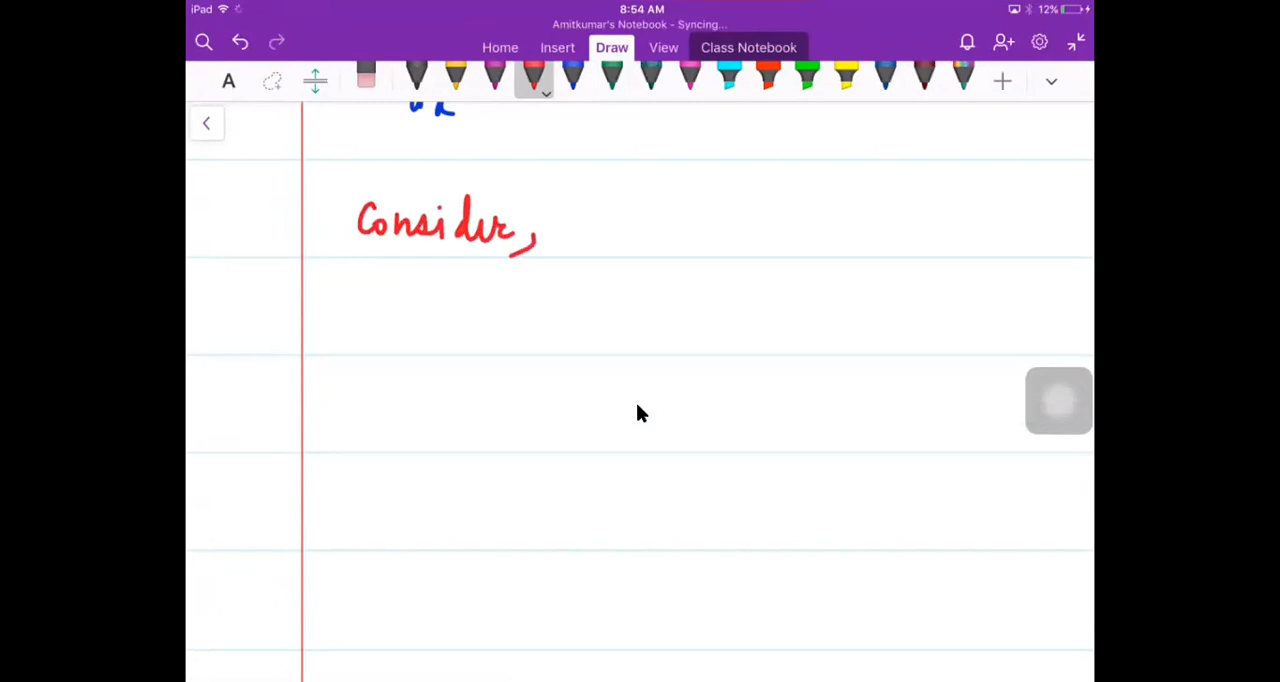 iPad 8:54 AM 12%
Amitkumar's Notebook - Syncing...
Home Insert Draw View Class Notebook
A
Consider,